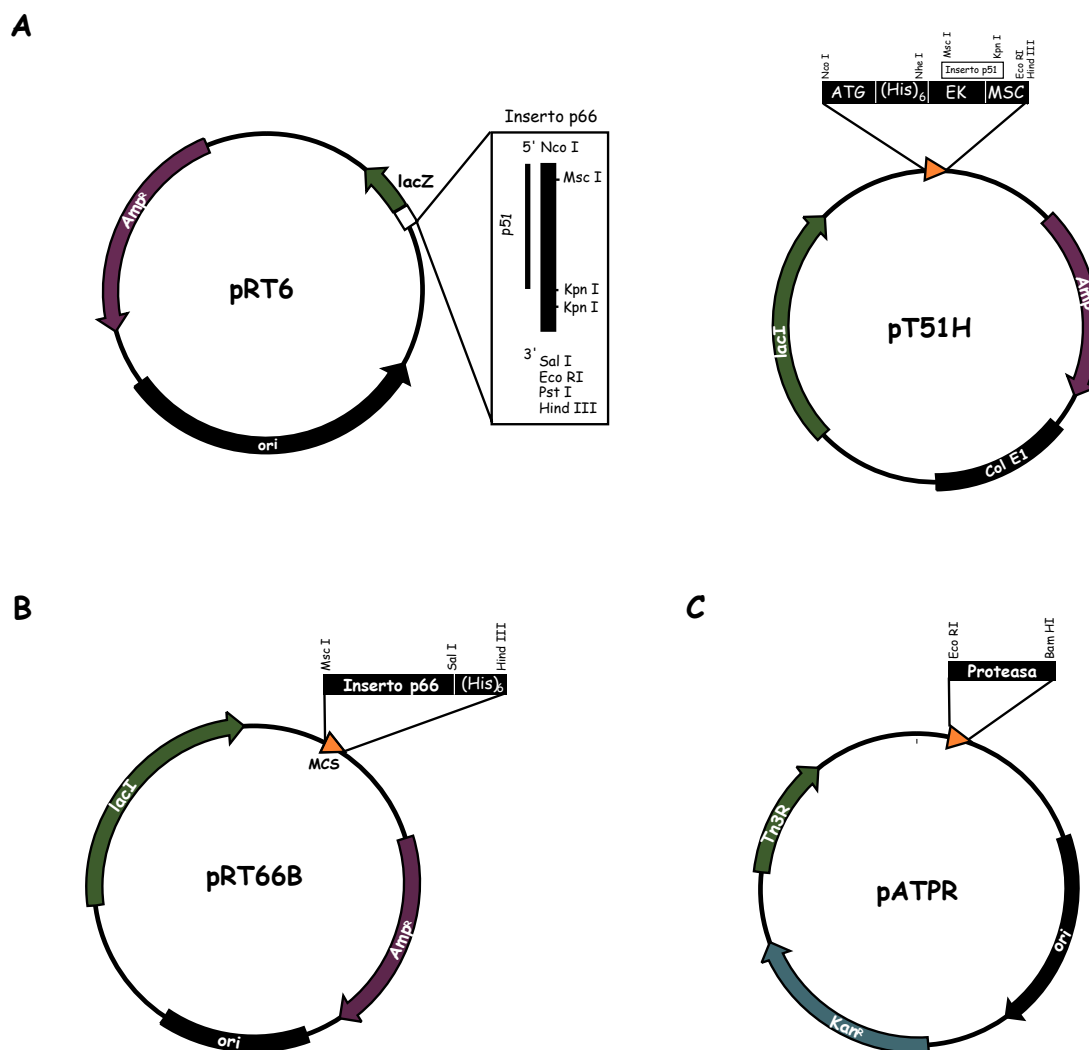 A
Inserto p66
5' Nco I
Msc I
p51
Kpn I
Kpn I
3'
Sal I
Eco RI
Pst I
Hind III
lacZ
AmpR
pRT6
ori
Nco I
Nhe I
Msc I
Kpn I
Eco RI
Hind III
Inserto p51
ATG (His)6 EK MSC
lacI
pT51H
Amp
Col E1
B
Msc I
Sal I
Hind III
Inserto p66 (His)6
MCS
lacI
pRT66B
AmpR
ori
C
Eco RI
Bam HI
Proteasa
Tn3R
pATPR
ori
KanR